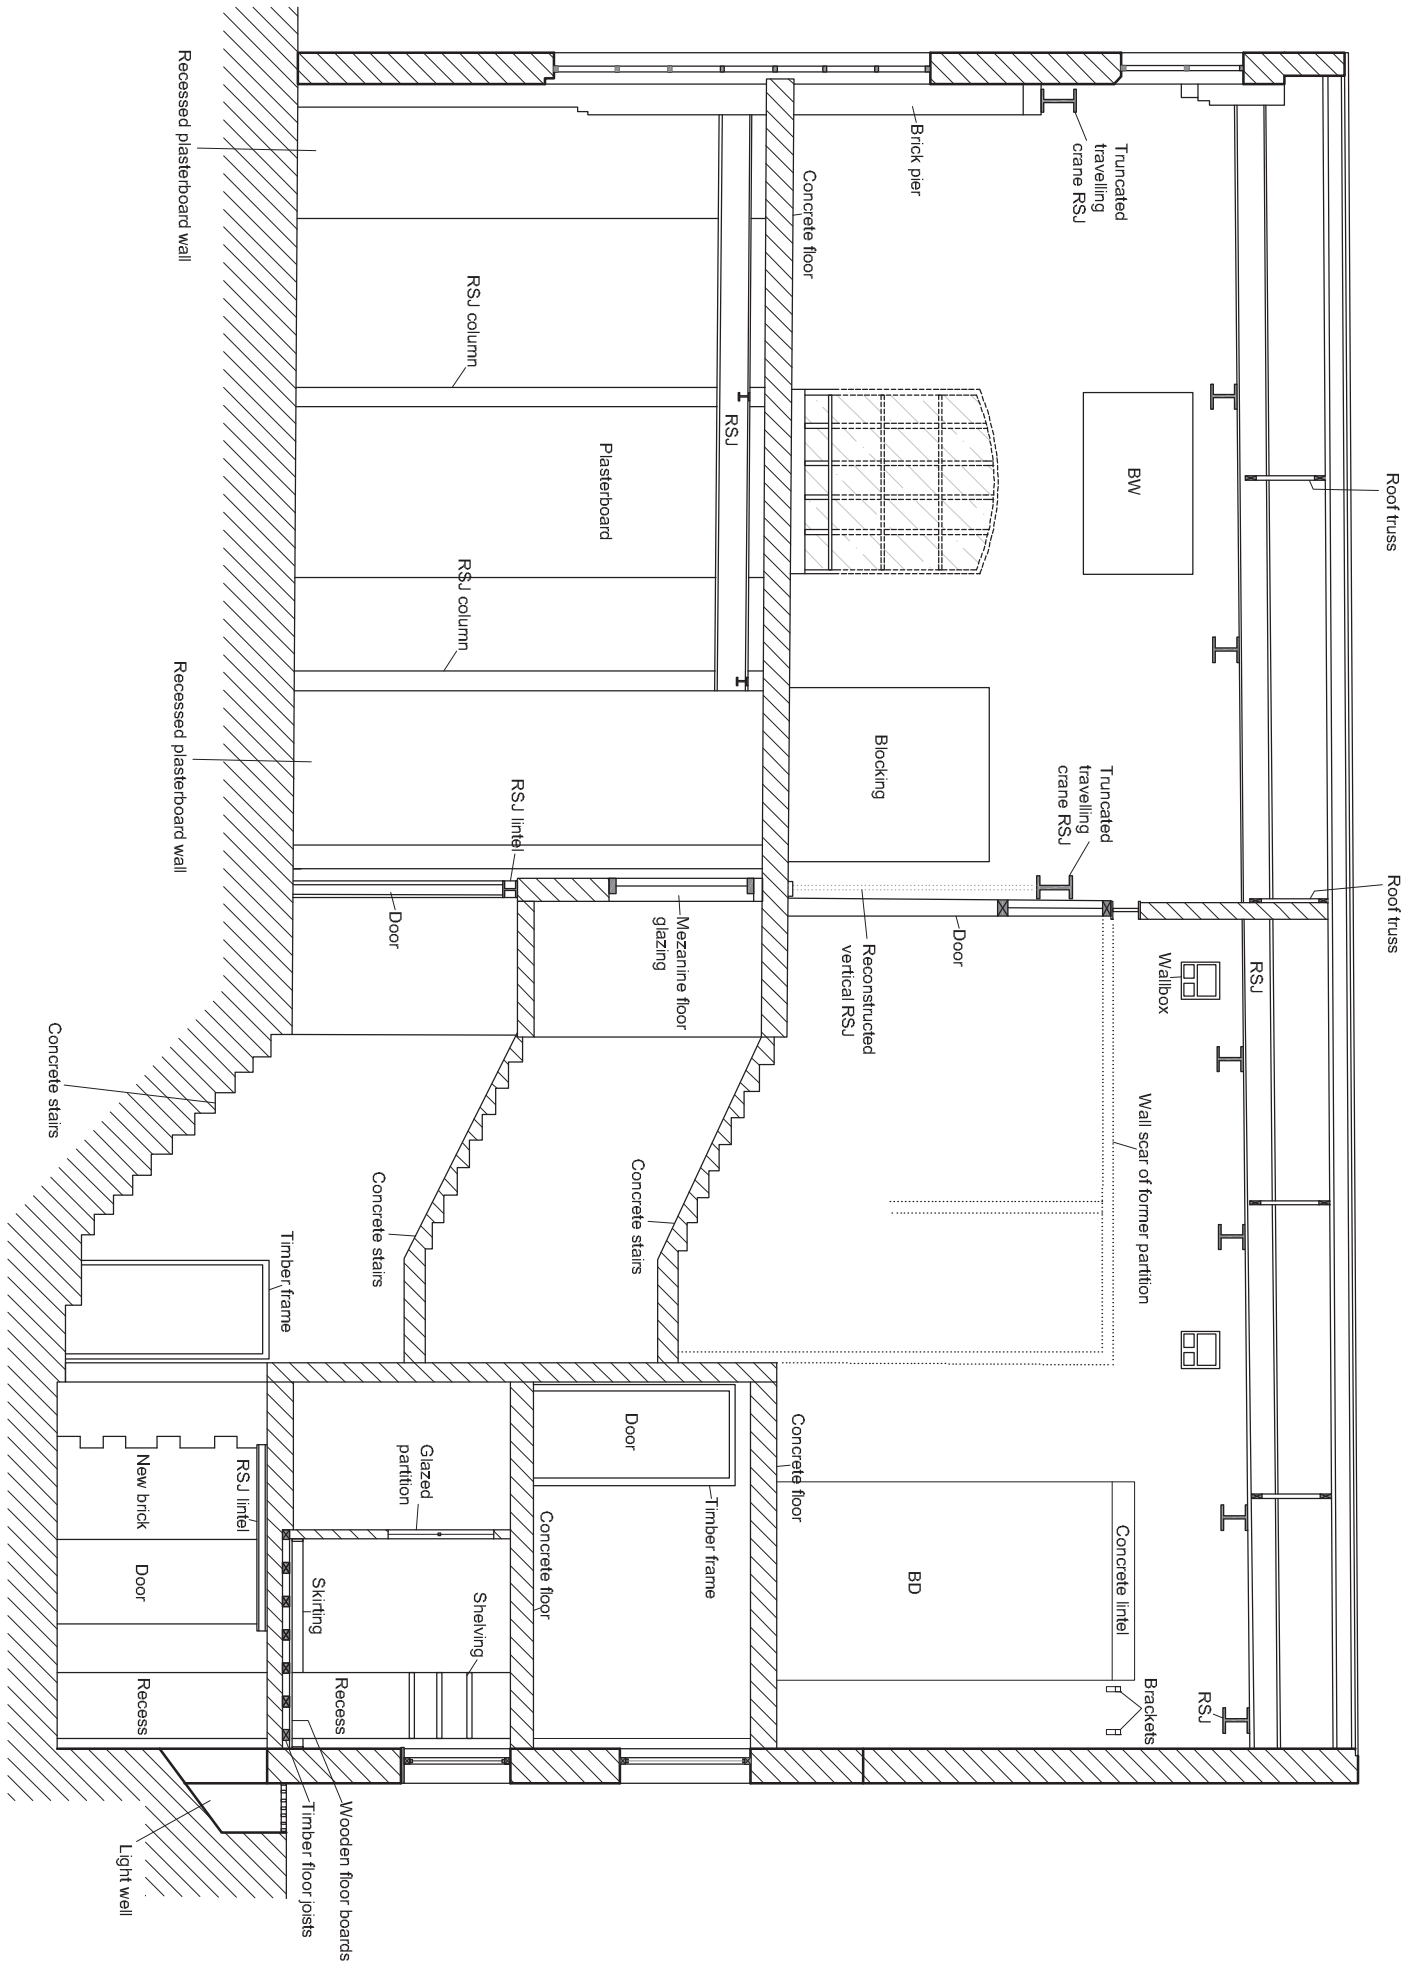 Roof truss
Roof truss
Truncated
travelling
crane RSJ
BW
Truncated
travelling
crane RSJ
RSJ
Wallbox
Wall scar of former partition
Concrete lintel
Brackets
RSJ
Brick pier
Concrete floor
Blocking
Reconstructed
vertical RSJ
Door
Concrete floor
BD
RSJ
Plasterboard
RSJ column
RSJ column
RSJ lintel
Mezanine floor
glazing
Door
Concrete stairs
Concrete stairs
Door
Timber frame
Concrete floor
Glazed
partition
Shelving
Skirting
Recess
Timber frame
RSJ lintel
New brick
Door
Recess
Wooden floor boards
Timber floor joists
Light well
Recessed plasterboard wall
Recessed plasterboard wall
Concrete
stairs